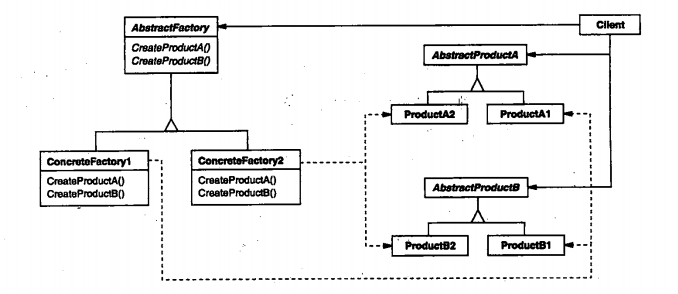 AbstractFactory
CreateProductA()
CreateProductB()
Client
AbstractProductA
ProductA2
ProductA1
ConcreteFactory1
CreateProductA()
CreateProductB()
ConcreteFactory2
CreateProductA()
CreateProductB()
AbstractProductB
ProductB2
ProductB1